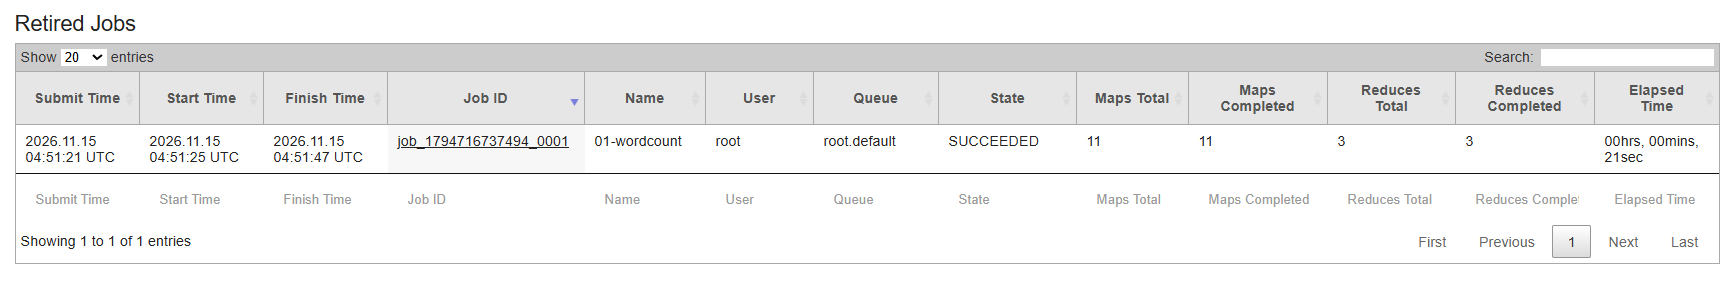 Retired Jobs
Show 20 entries Search:
Submit Time Start Time Finish Time Job ID Name User Queue State Maps Total Maps Completed Reduces Total Reduces Completed Elapsed Time
2026.11.15 04:51:21 UTC 2026.11.15 04:51:25 UTC 2026.11.15 04:51:47 UTC job_1794716737494_0001 01-wordcount root root.default SUCCEEDED 11 11 3 3 00hrs, 00mins, 21sec
Submit Time Start Time Finish Time Job ID Name User Queue State Maps Total Maps Completed Reduces Total Reduces Complet Elapsed Time
Showing 1 to 1 of 1 entries First Previous 1 Next Last